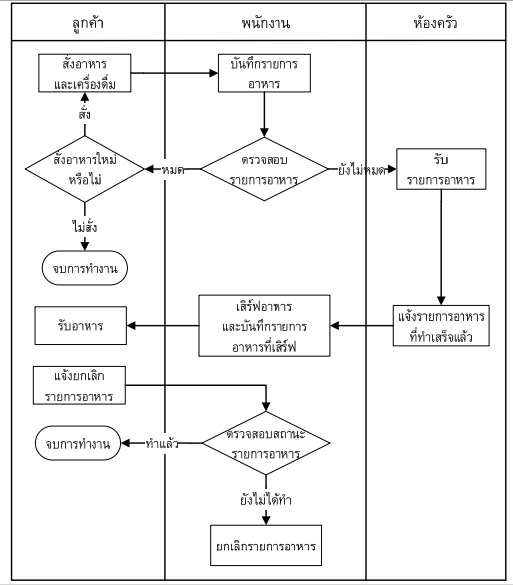 ลูกค้า
พนักงาน
ห้องครัว
สั่งอาหาร
และเครื่องดื่ม
บันทึกรายการ
อาหาร
สั่ง
สั่งอาหารใหม่
หรือไม่
หมด
ตรวจสอบ
รายการอาหาร
ยังไม่หมด
รับ
รายการอาหาร
ไม่สั่ง
จบการทำงาน
รับอาหาร
เสิร์ฟอาหาร
และบันทึกรายการ
อาหารที่เสิร์ฟ
แจ้งรายการอาหาร
ที่ทำเสร็จแล้ว
แจ้งยกเลิก
รายการอาหาร
จบการทำงาน
ทำแล้ว
ตรวจสอบสถานะ
รายการอาหาร
ยังไม่ได้ทำ
ยกเลิกรายการอาหาร